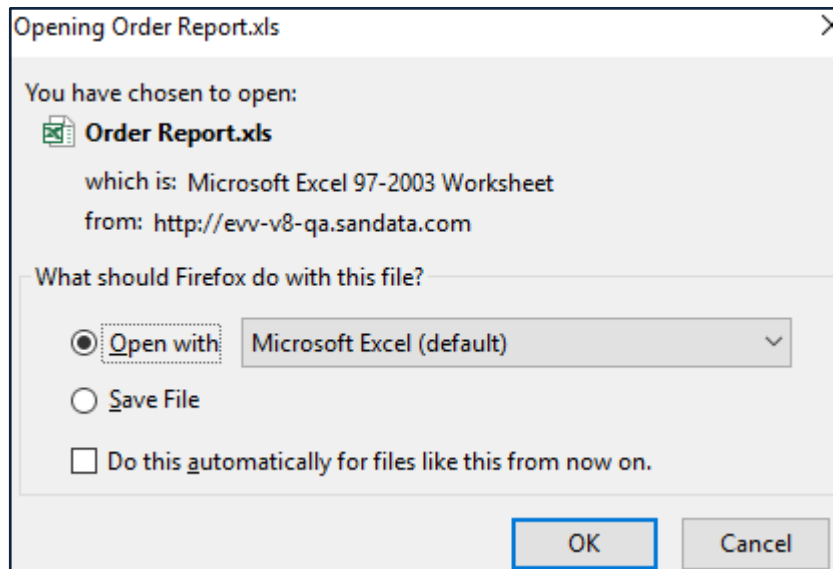 Opening Order Report.xls
You have chosen to open:
Order Report.xls
which is: Microsoft Excel 97-2003 Worksheet
from: http://evv-v8-qa.sandata.com
What should Firefox do with this file?
Open with Microsoft Excel (default)
Save File
Do this automatically for files like this from now on.
OK Cancel